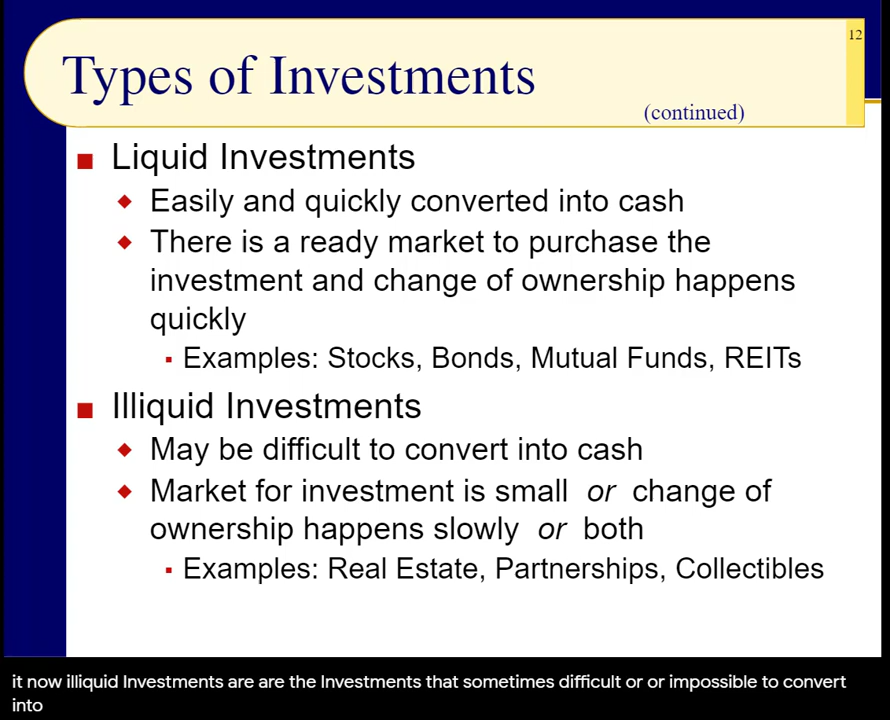 12
Types of Investments
(continued)
Liquid Investments
Easily and quickly converted into cash
There is a ready market to purchase the
investment and change of ownership happens
quickly
Examples: Stocks, Bonds, Mutual Funds, REITs
Illiquid Investments
May be difficult to convert into cash
Market for investment is small or change of
ownership happens slowly or both
Examples: Real Estate, Partnerships, Collectibles
it now illiquid Investments are are the Investments that sometimes difficult or or impossible to convert
into